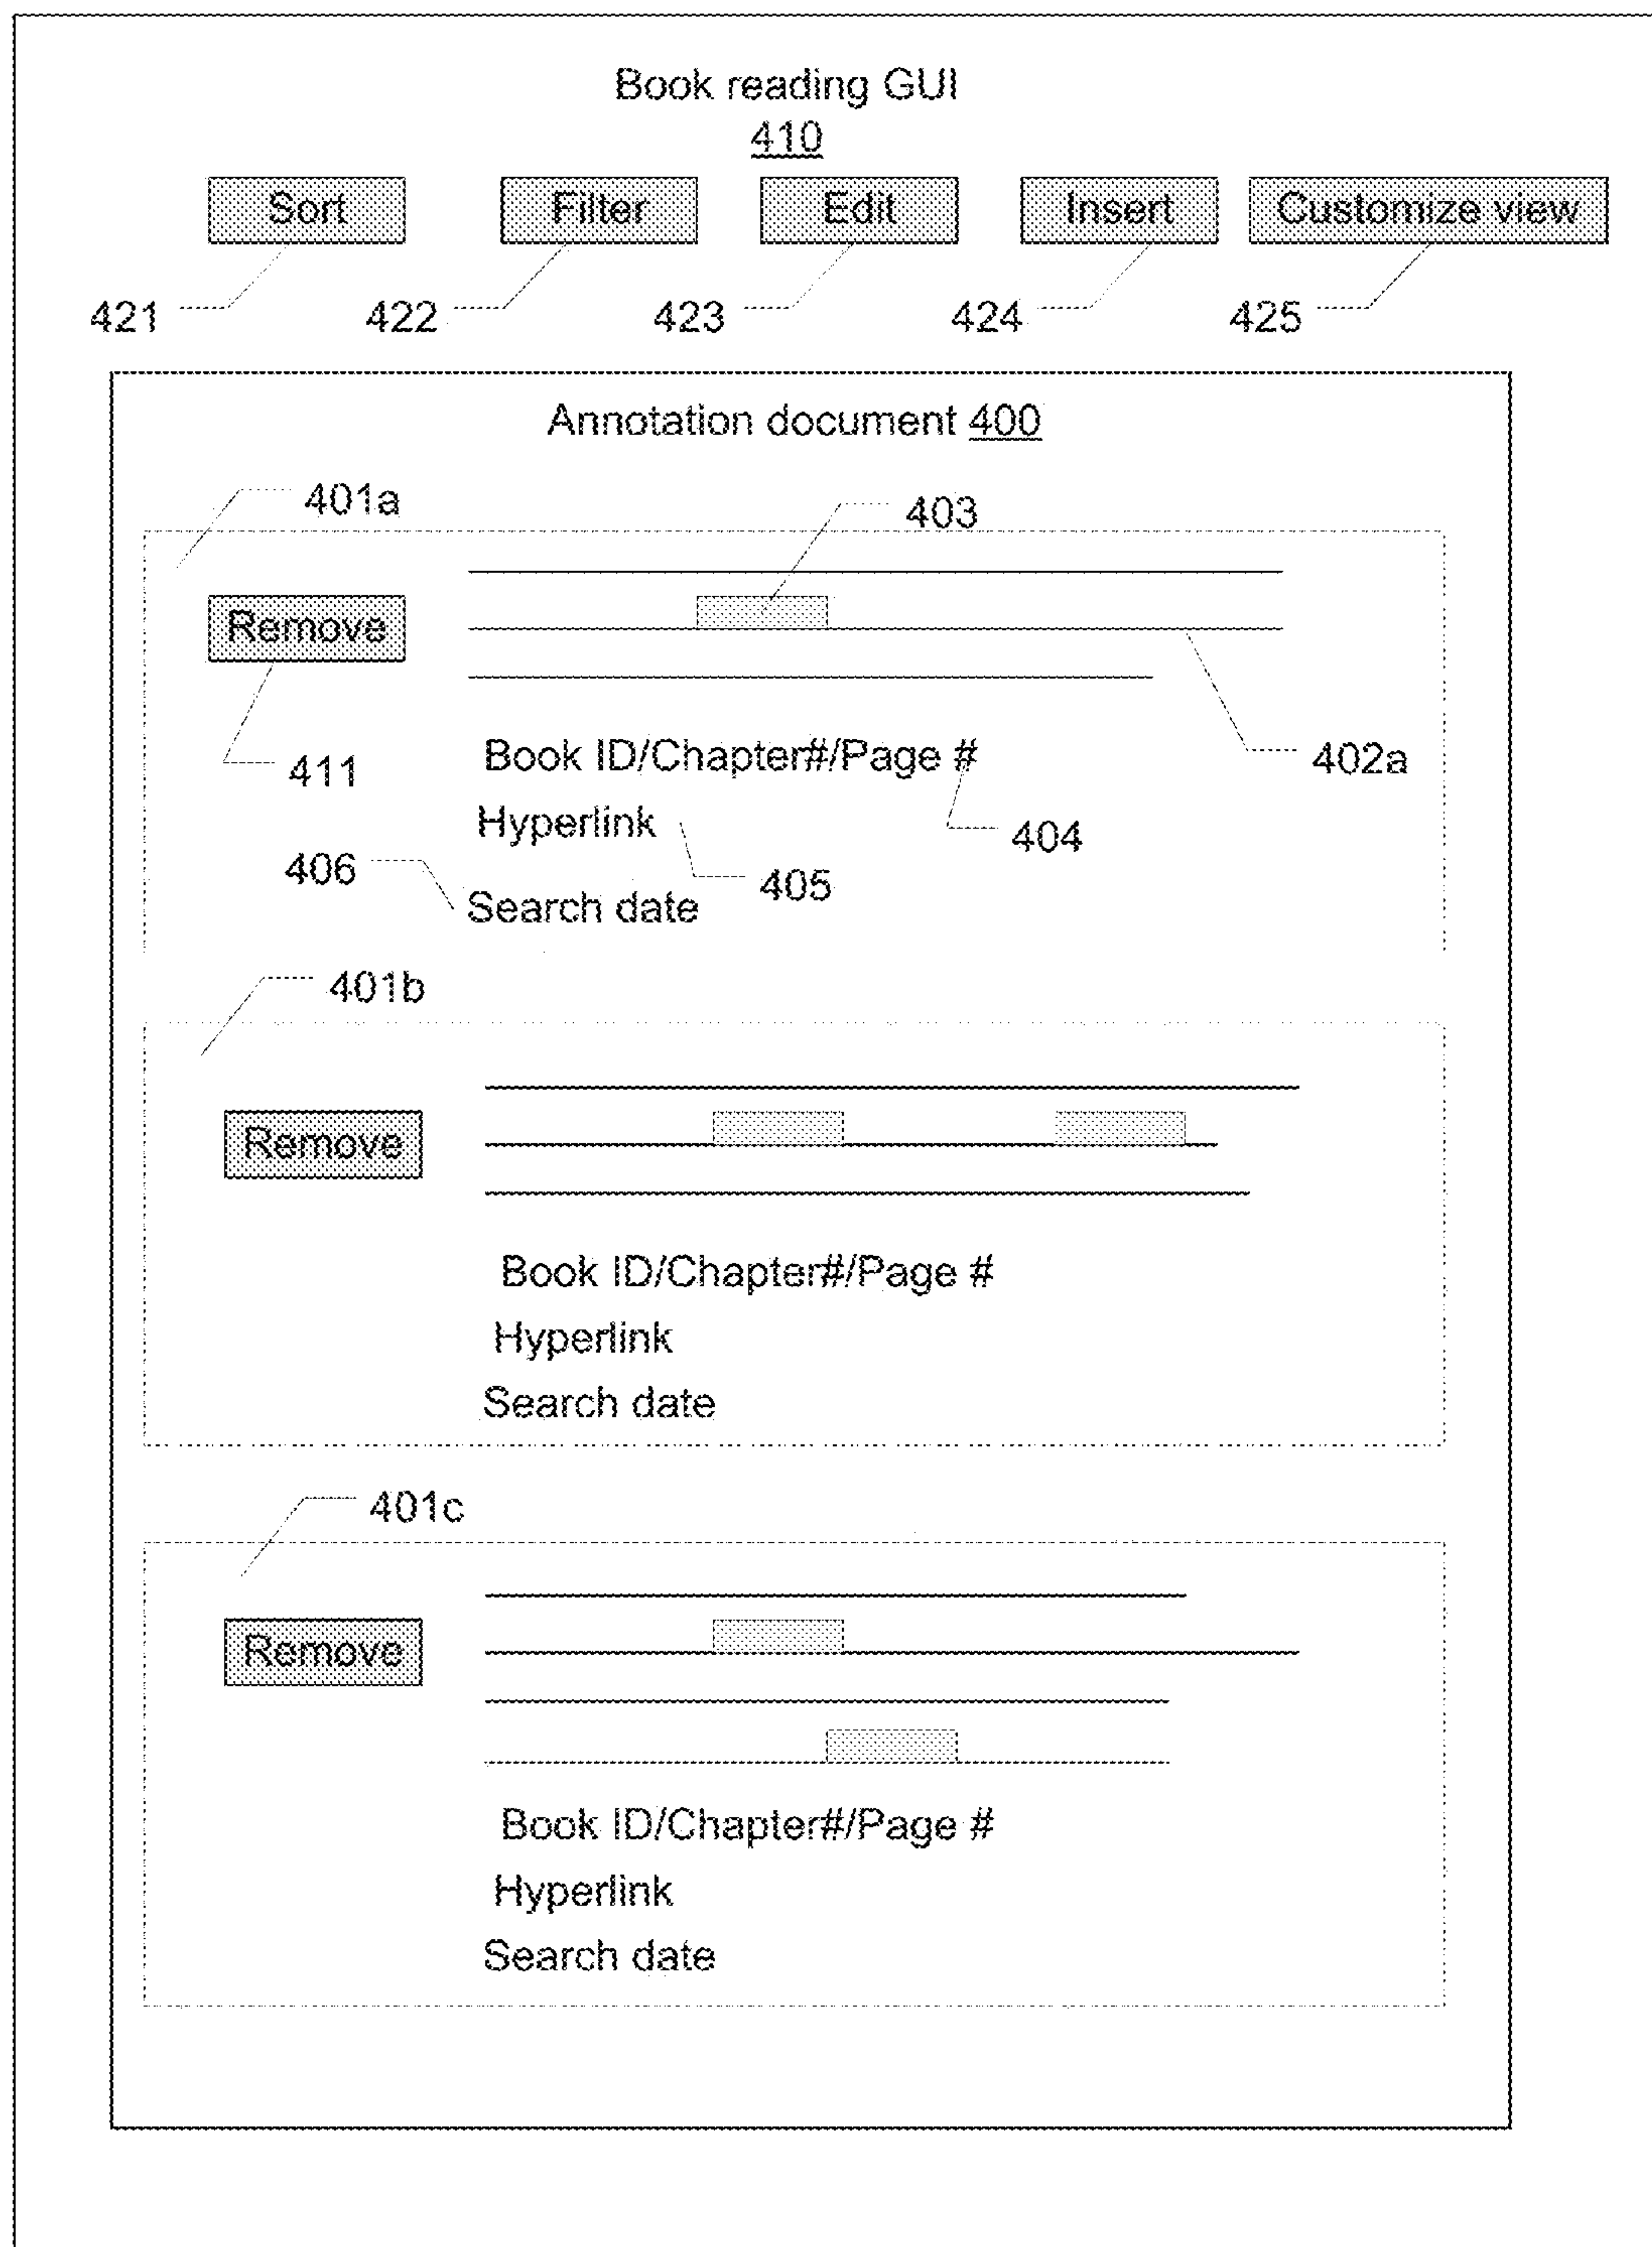 Book reading GUI
410
Sort Filter Edit Insert Customize view
421 422 423 424 425
Annotation document 400
401a
403
Remove
411
402a
Book ID/Chapter#/Page #
404
Hyperlink
405
406
Search date
401b
Remove
Book ID/Chapter#/Page #
Hyperlink
Search date
401c
Remove
Book ID/Chapter#/Page #
Hyperlink
Search date